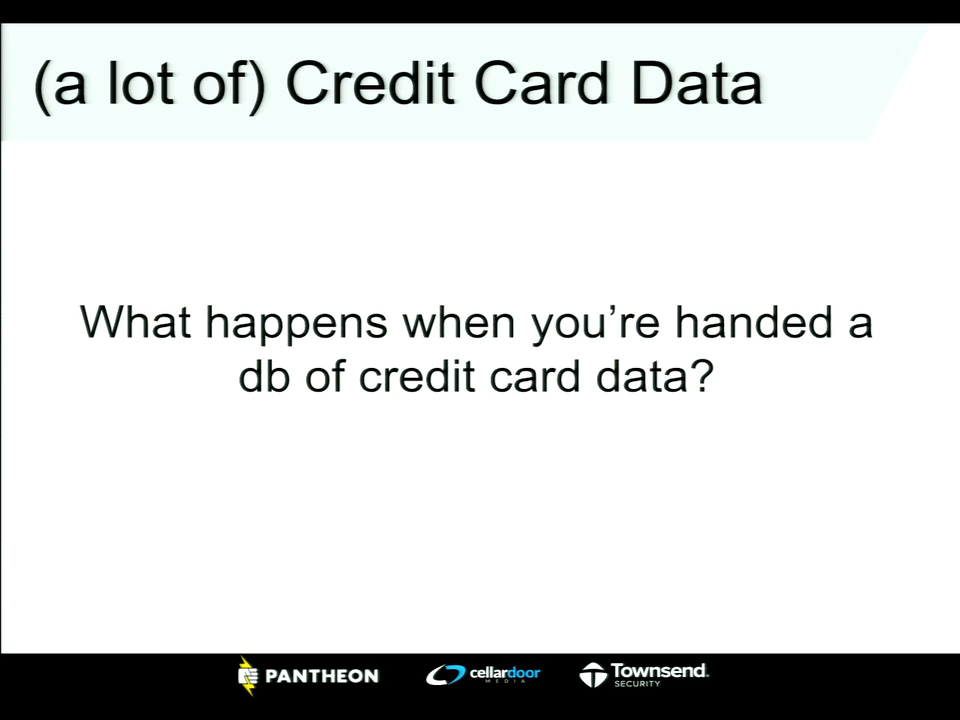 (a lot of) Credit Card Data
What happens when you’re handed a
db of credit card data?
PANTHEON
cellardoor
MEDIA
Townsend
SECURITY